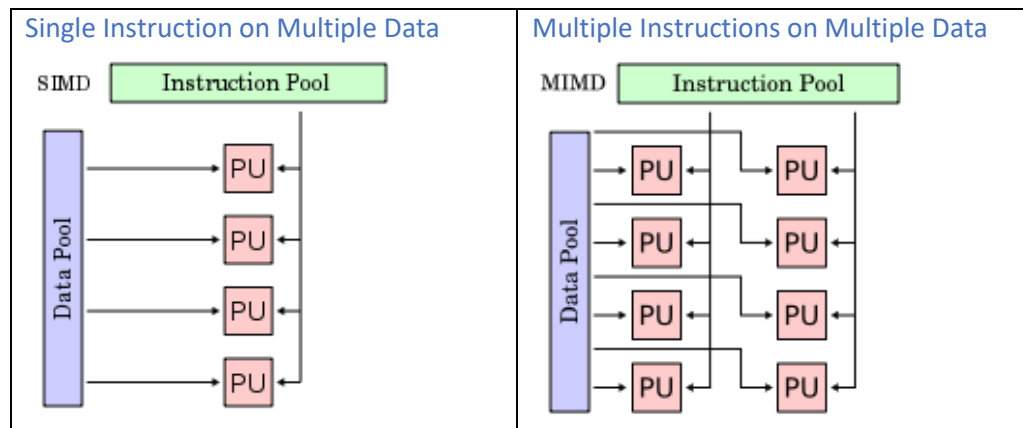 Single Instruction on Multiple Data
SIMD
Instruction Pool
Data Pool
PU
PU
PU
PU
Multiple Instructions on Multiple Data
MIMD
Instruction Pool
Data Pool
PU
PU
PU
PU
PU
PU
PU
PU